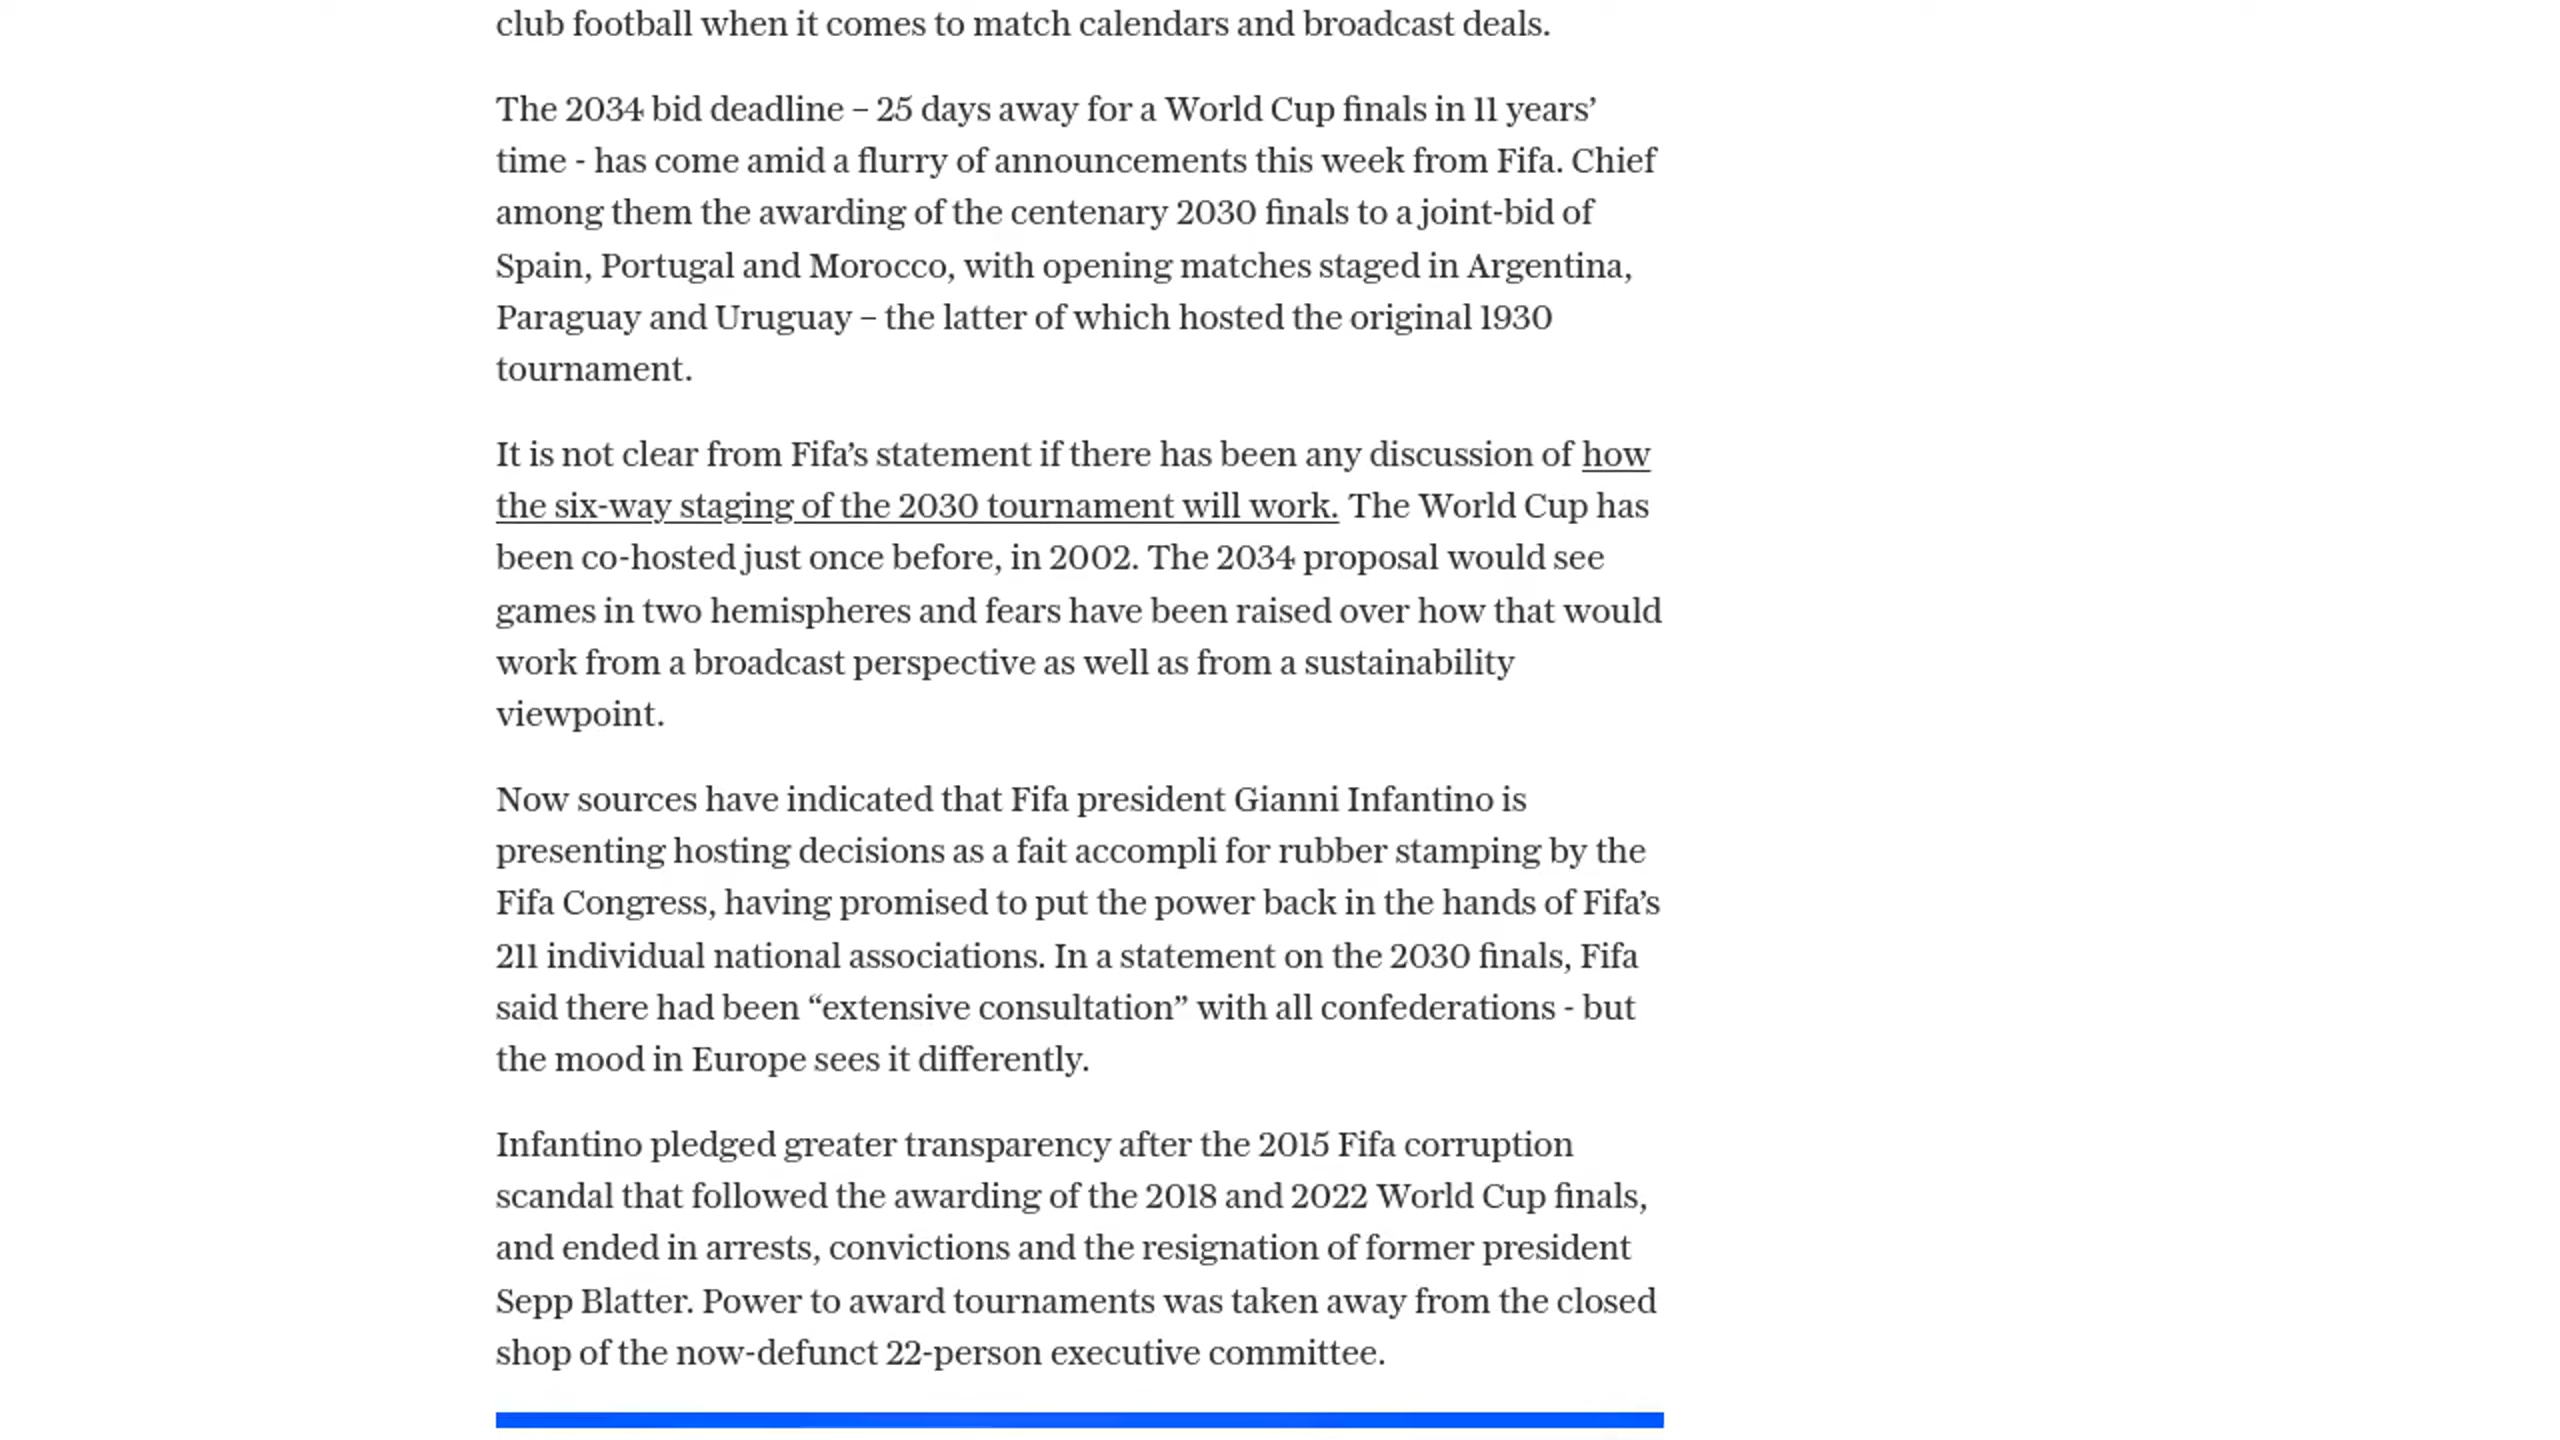 club football when it comes to match calendars and broadcast deals.
The 2034 bid deadline – 25 days away for a World Cup finals in 11 years’
time - has come amid a flurry of announcements this week from Fifa. Chief
among them the awarding of the centenary 2030 finals to a joint-bid of
Spain, Portugal and Morocco, with opening matches staged in Argentina,
Paraguay and Uruguay – the latter of which hosted the original 1930
tournament.
It is not clear from Fifa’s statement if there has been any discussion of how
the six-way staging of the 2030 tournament will work. The World Cup has
been co-hosted just once before, in 2002. The 2034 proposal would see
games in two hemispheres and fears have been raised over how that would
work from a broadcast perspective as well as from a sustainability
viewpoint.
Now sources have indicated that Fifa president Gianni Infantino is
presenting hosting decisions as a fait accompli for rubber stamping by the
Fifa Congress, having promised to put the power back in the hands of Fifa’s
211 individual national associations. In a statement on the 2030 finals, Fifa
said there had been “extensive consultation” with all confederations - but
the mood in Europe sees it differently.
Infantino pledged greater transparency after the 2015 Fifa corruption
scandal that followed the awarding of the 2018 and 2022 World Cup finals,
and ended in arrests, convictions and the resignation of former president
Sepp Blatter. Power to award tournaments was taken away from the closed
shop of the now-defunct 22-person executive committee.